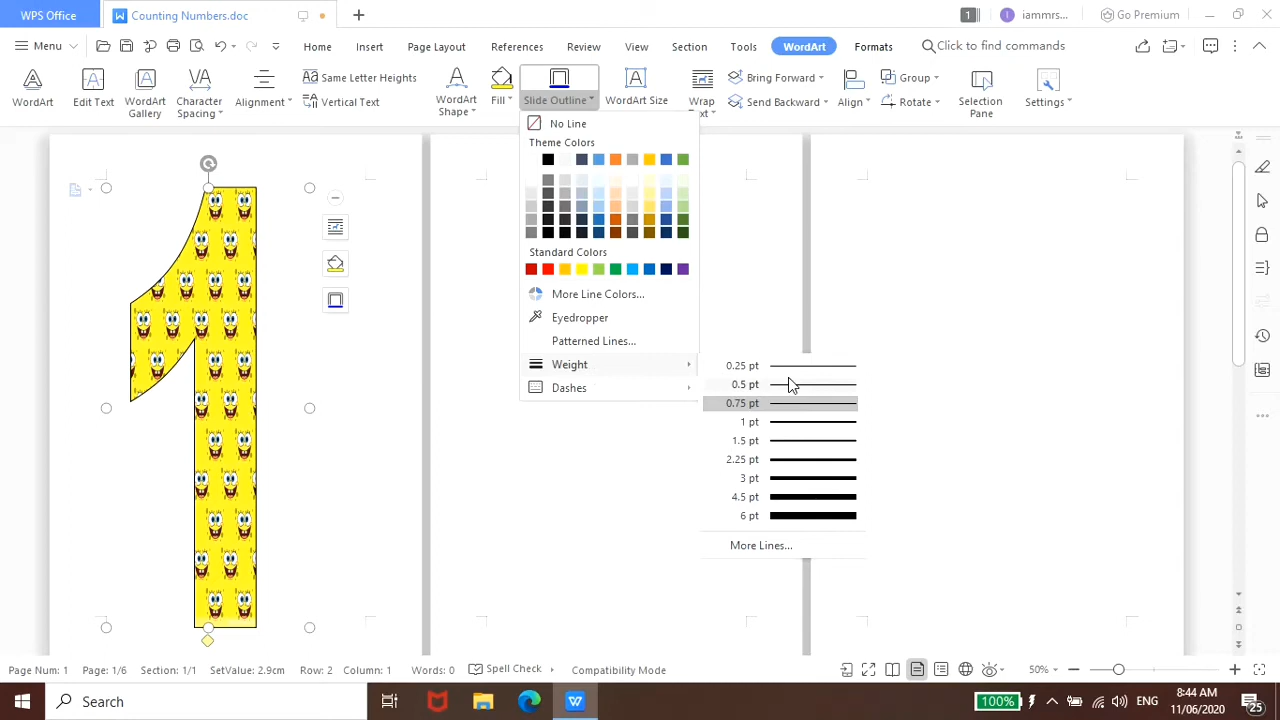 WPS Office
Counting Numbers.doc
1
iammrs...
Go Premium
Menu
Home
Insert
Page Layout
References
Review
View
Section
Tools
WordArt
Formats
Click to find commands
WordArt
Edit Text
WordArt Gallery
Character Spacing
Alignment
Same Letter Heights
Vertical Text
WordArt Shape
Fill
Slide Outline
WordArt Size
Wrap Text
Bring Forward
Send Backward
Align
Group
Rotate
Selection Pane
Settings
No Line
Theme Colors
Standard Colors
More Line Colors...
Eyedropper
Patterned Lines...
Weight
Dashes
0.25 pt
0.5 pt
0.75 pt
1 pt
1.5 pt
2.25 pt
3 pt
4.5 pt
6 pt
More Lines...
1
Page Num: 1
Page: 1/6
Section: 1/1
SetValue: 2.9cm
Row: 2
Column: 1
Words: 0
Spell Check
Compatibility Mode
50%
Search
100%
ENG
8:44 AM
11/06/2020
25